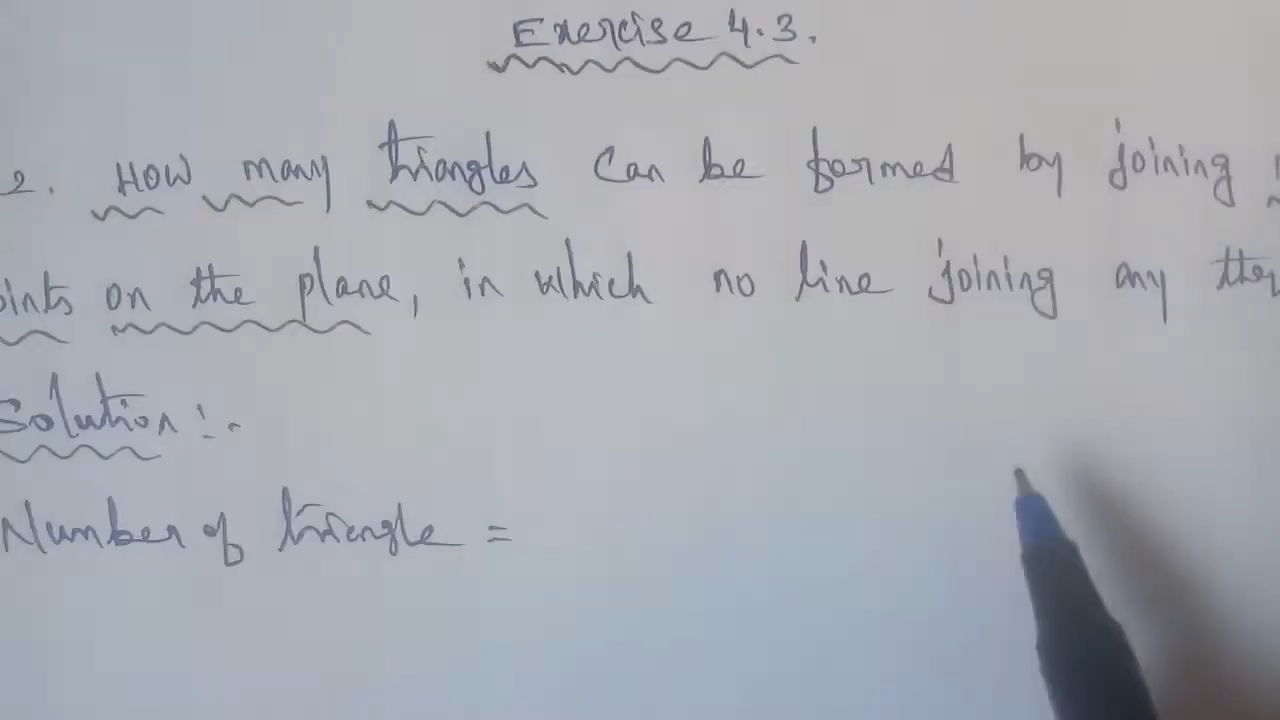 Exercise 4.3.
2. How many triangles can be formed by joining
oints on the plane, in which no line joining any
Solution :-
Number of triangle =